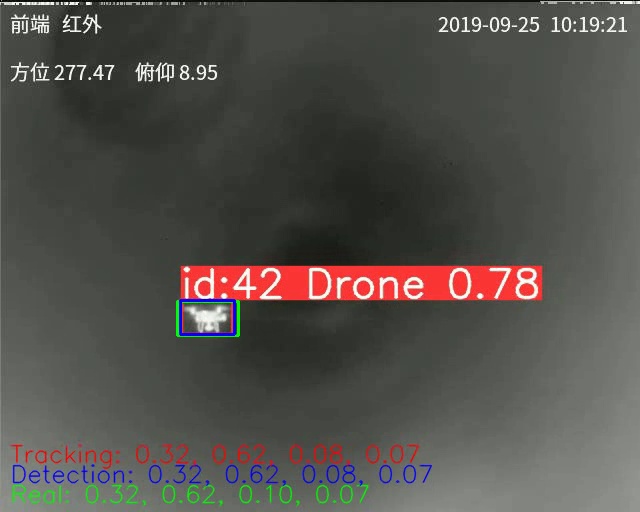 前端 红外 2019-09-25 10:19:21
方位 277.47 俯仰 8.95
id:42 Drone 0.78
Tracking: 0.32, 0.62, 0.08, 0.07
Detection: 0.32, 0.62, 0.08, 0.07
Real: 0.32, 0.62, 0.10, 0.07